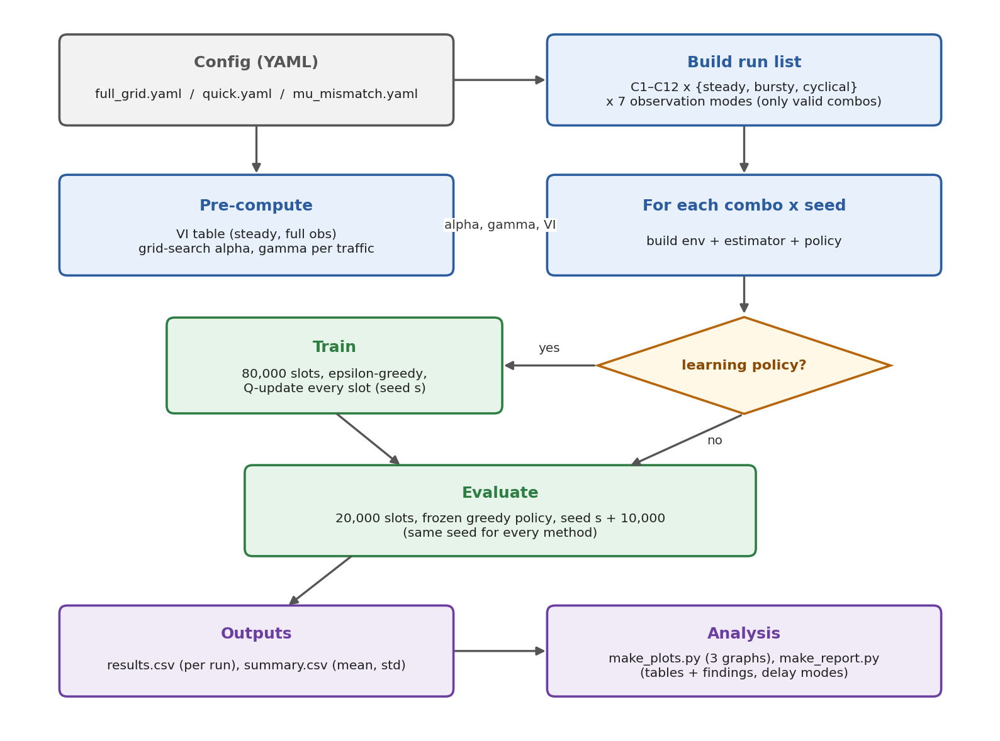 Config (YAML)
full_grid.yaml / quick.yaml / mu_mismatch.yaml
Build run list
C1–C12 x {steady, bursty, cyclical}
x 7 observation modes (only valid combos)
Pre-compute
VI table (steady, full obs)
grid-search alpha, gamma per traffic
alpha, gamma, VI
For each combo x seed
build env + estimator + policy
learning policy?
yes
Train
80,000 slots, epsilon-greedy,
Q-update every slot (seed s)
no
Evaluate
20,000 slots, frozen greedy policy, seed s + 10,000
(same seed for every method)
Outputs
results.csv (per run), summary.csv (mean, std)
Analysis
make_plots.py (3 graphs), make_report.py
(tables + findings, delay modes)